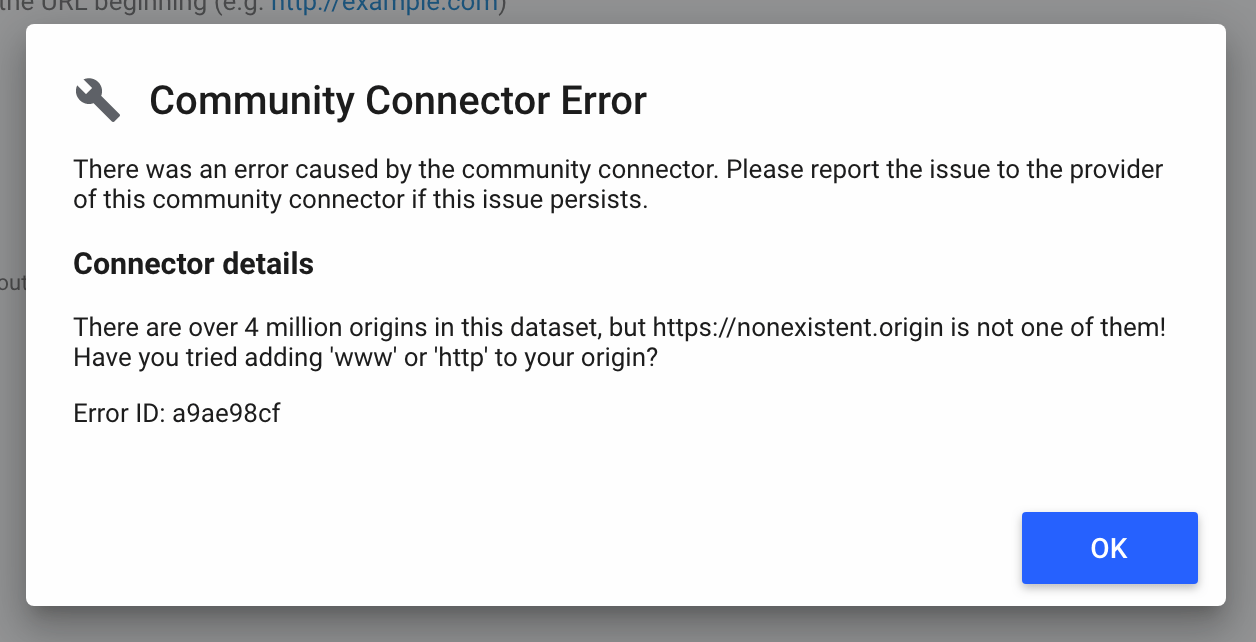 the URL beginning (e.g. http://example.com)
Community Connector Error
There was an error caused by the community connector. Please report the issue to the provider
of this community connector if this issue persists.
Connector details
out
There are over 4 million origins in this dataset, but https://nonexistent.origin is not one of them!
Have you tried adding 'www' or 'http' to your origin?
Error ID: a9ae98cf
OK